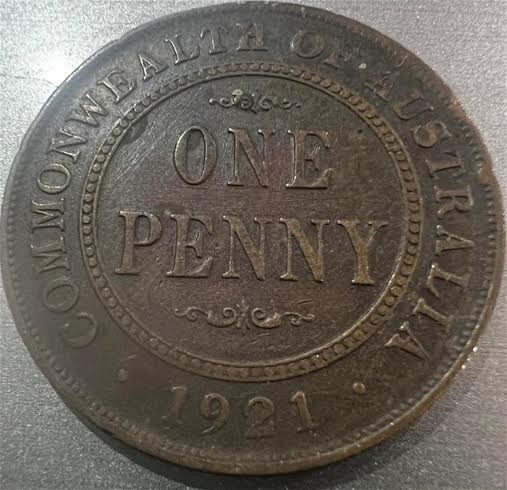 COMMONWEALTH OF AUSTRALIA
ONE
PENNY
1921